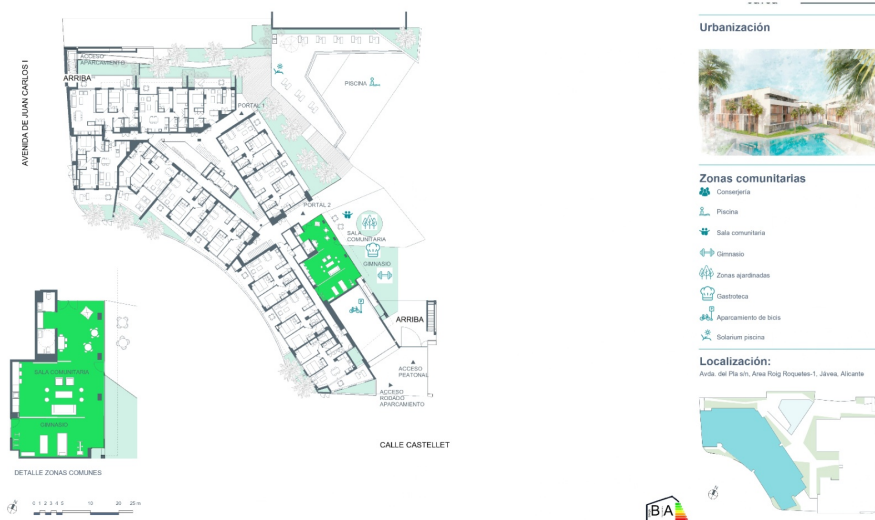 Urbanización
AVENIDA DE JUAN CARLOS I
ACCESO
APARCAMIENTO
ARRIBA
PISCINA
PORTAL 1
PORTAL 2
SALA
COMUNITARIA
GIMNASIO
ARRIBA
ACCESO
PEATONAL
ACCESO
RODADO
APARCAMIENTO
CALLE CASTELLET
SALA COMUNITARIA
GIMNASIO
DETALLE ZONAS COMUNES
0 1 2 3 4 5 10 20 25 m
Zonas comunitarias
Conserjería
Piscina
Sala comunitaria
Gimnasio
Zonas ajardinadas
Gastroteca
Aparcamiento de bicis
Solarium piscina
Localización:
Avda. del Pla s/n, Area Roig Roquetes-1, Jávea, Alicante
B A